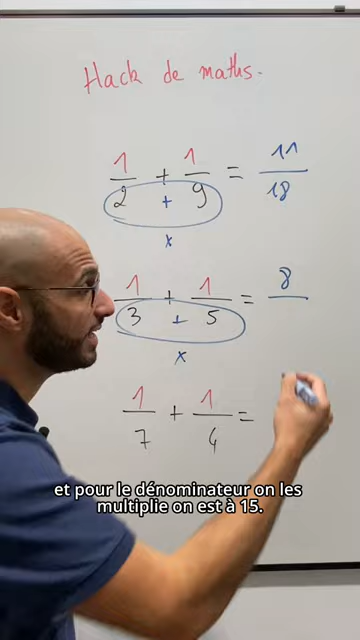 Hack de maths.
1/2 + 1/9 = 11/18
+
x
1/3 + 1/5 = 8/
+
x
1/7 + 1/4 =
et pour le dénominateur on les
multiplie on est à 15.